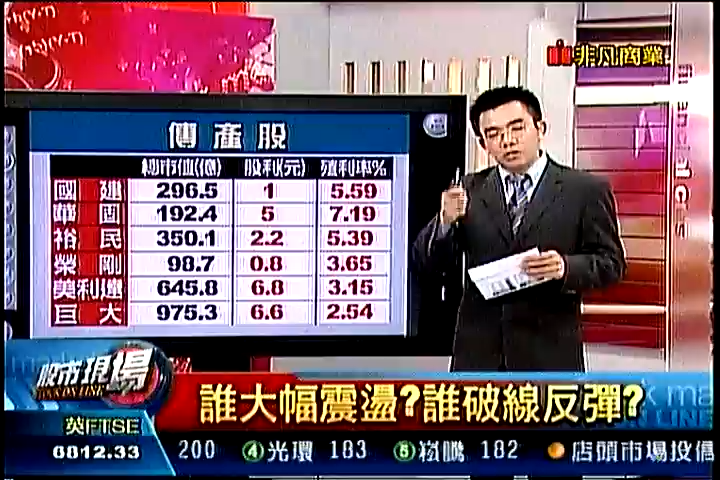 非凡商業
傳產股
總市值(億) 股利(元) 殖利率%
國建 296.5 1 5.59
華固 192.4 5 7.19
裕民 350.1 2.2 5.39
榮剛 98.7 0.8 3.65
美利達 645.8 6.8 3.15
巨大 975.3 6.6 2.54
股市現場
誰大幅震盪?誰破線反彈?
英FTSE
6812.33
200 ④光環 183 ⑤崧騰 182 店頭市場投信